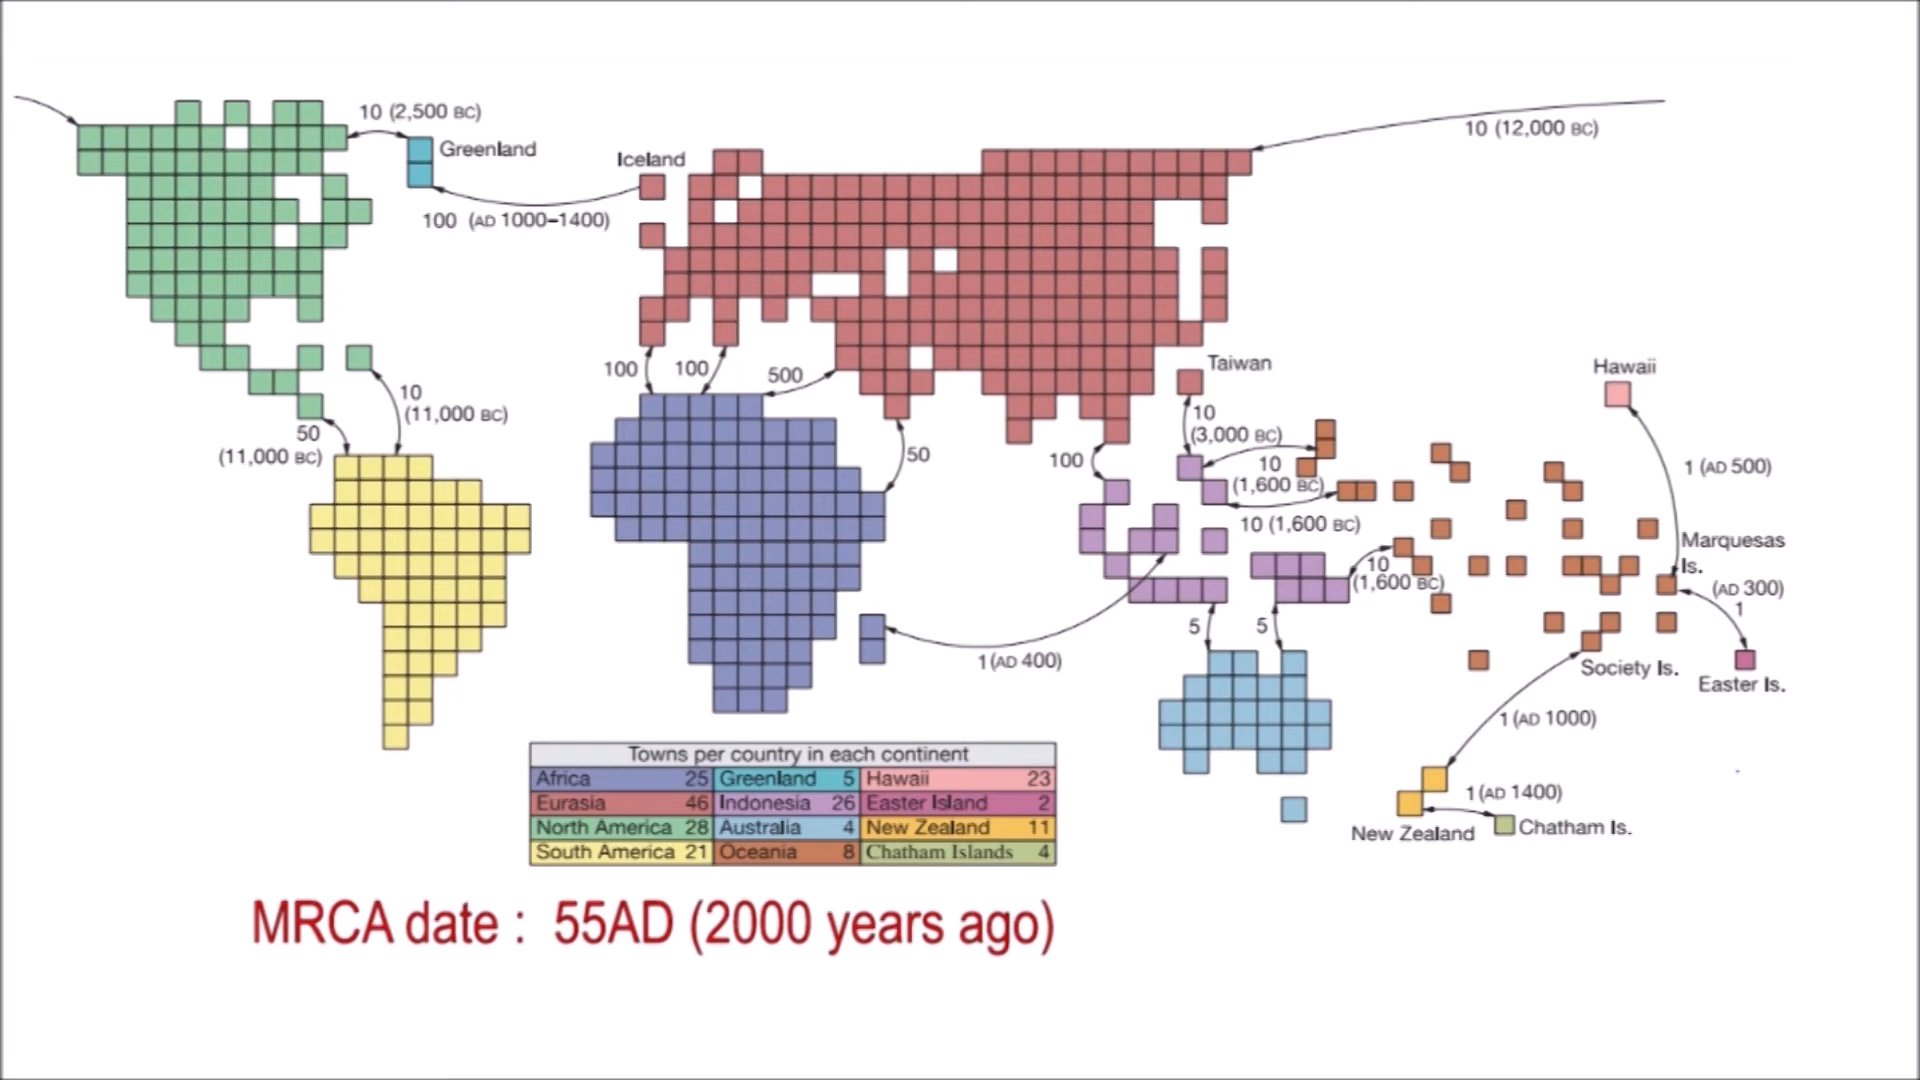 10 (2,500 BC)
Greenland
Iceland
100 (AD 1000–1400)
10 (12,000 BC)
100
100
500
Taiwan
Hawaii
10
(11,000 BC)
50
(11,000 BC)
50
100
10
(3,000 BC)
10
(1,600 BC)
10 (1,600 BC)
1 (AD 500)
Marquesas
Is.
10
(1,600 BC)
(AD 300)
1
5
5
1(AD 400)
Society Is.
Easter Is.
1(AD 1000)
1(AD 1400)
New Zealand
Chatham Is.
Towns per country in each continent
Africa 25 Greenland 5 Hawaii 23
Eurasia 46 Indonesia 26 Easter Island 2
North America 28 Australia 4 New Zealand 11
South America 21 Oceania 8 Chatham Islands 4
MRCA date : 55AD (2000 years ago)